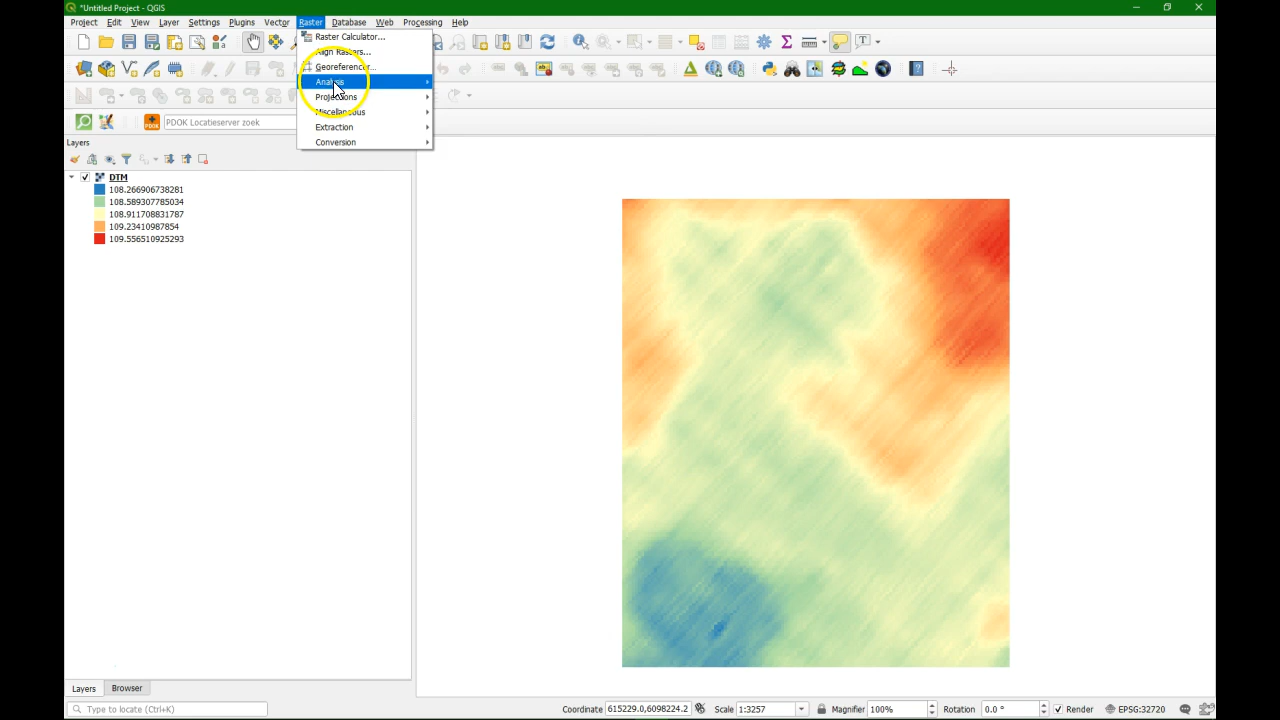 *Untitled Project - QGIS
Project Edit View Layer Settings Plugins Vector Raster Database Web Processing Help
Raster Calculator...
Align Rasters...
Georeferencer...
Analysis
Projections
Miscellaneous
Extraction
Conversion
PDOK Locatieserver zoek
Layers
DTM
108.266906738281
108.589307785034
108.911708831787
109.23410987854
109.556510925293
Layers Browser
Type to locate (Ctrl+K)
Coordinate 615229.0,6098224.2 Scale 1:3257 Magnifier 100% Rotation 0.0 ° Render EPSG:32720